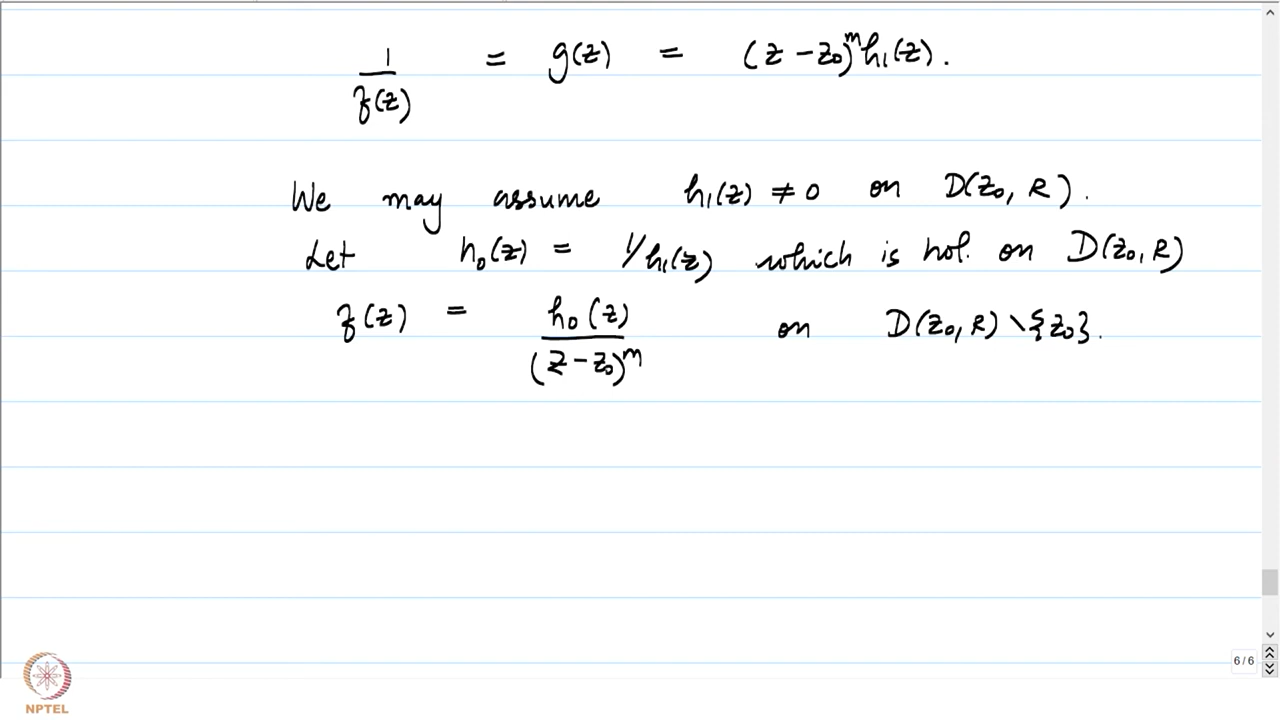 1/f(z) = g(z) = (z - z₀)ᵐ h₁(z).
We may assume h₁(z) ≠ 0 on D(z₀, R).
Let h₀(z) = 1/h₁(z) which is hol. on D(z₀, R)
f(z) = h₀(z)/(z - z₀)ᵐ on D(z₀, R) \ {z₀}.
6 / 6
NPTEL